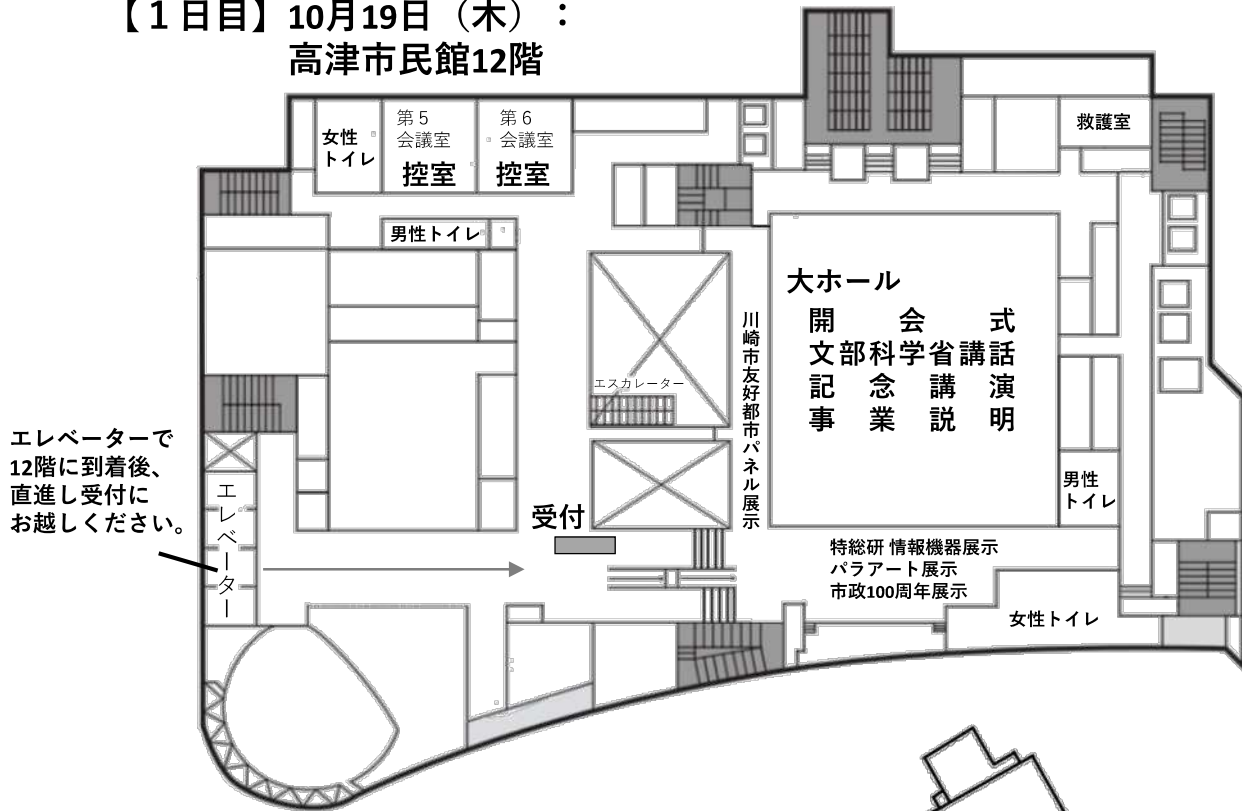 【１日目】10月19日（木）：
高津市民館12階
女性
トイレ
第５
会議室
控室
第６
会議室
控室
救護室
男性トイレ
大ホール
開会式
文部科学省講話
記念講演
事業説明
川崎市友好都市パネル展示
エスカレーター
エレベーターで
12階に到着後、
直進し受付に
お越しください。
エレベーター
受付
男性
トイレ
特総研 情報機器展示
パラアート展示
市政100周年展示
女性トイレ